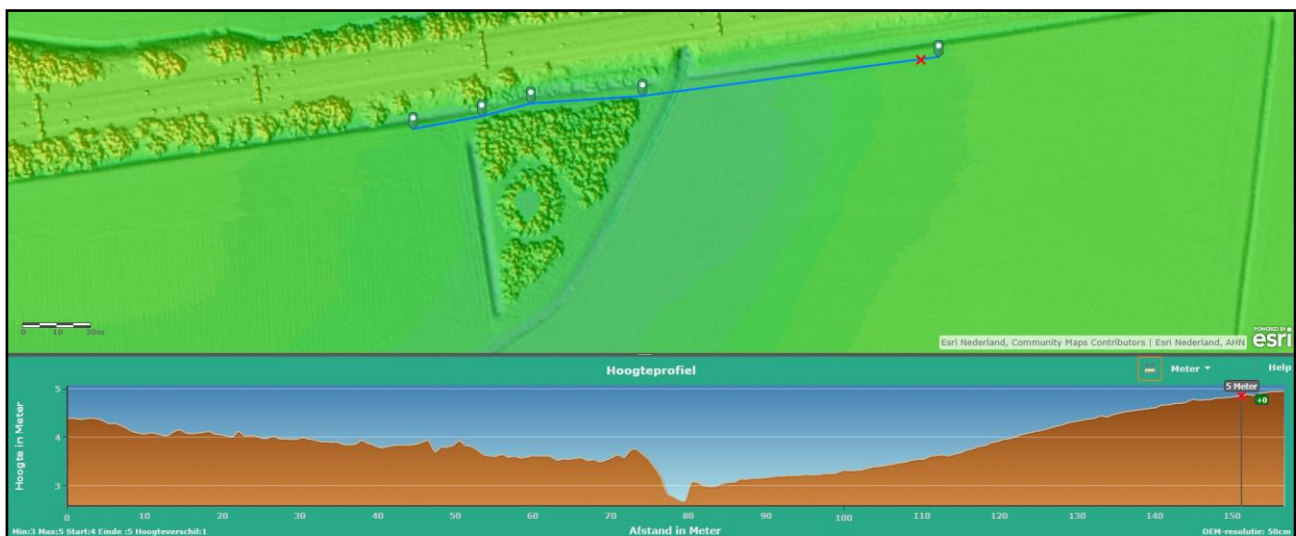 0 10 20m
Esri Nederland, Community Maps Contributors | Esri Nederland, AHN
POWERED BY
esri
Hoogteprofiel
Meter
Help
5 Meter
+0
Hoogte in Meter
5
4
3
0 10 20 30 40 50 60 70 80 90 100 110 120 130 140 150
Min:3 Max:5 Start:4 Einde :5 Hoogteverschil:1
Afstand in Meter
DEM-resolutie: 50cm